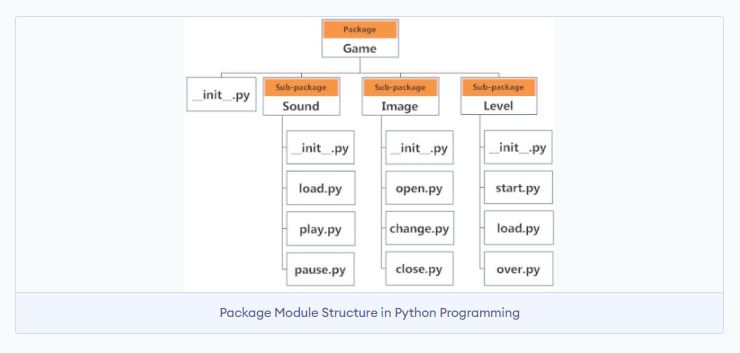 Package
Game
__init__.py
Sub-package
Sound
Sub-package
Image
Sub-package
Level
__init__.py
__init__.py
__init__.py
load.py
open.py
start.py
play.py
change.py
load.py
pause.py
close.py
over.py
Package Module Structure in Python Programming